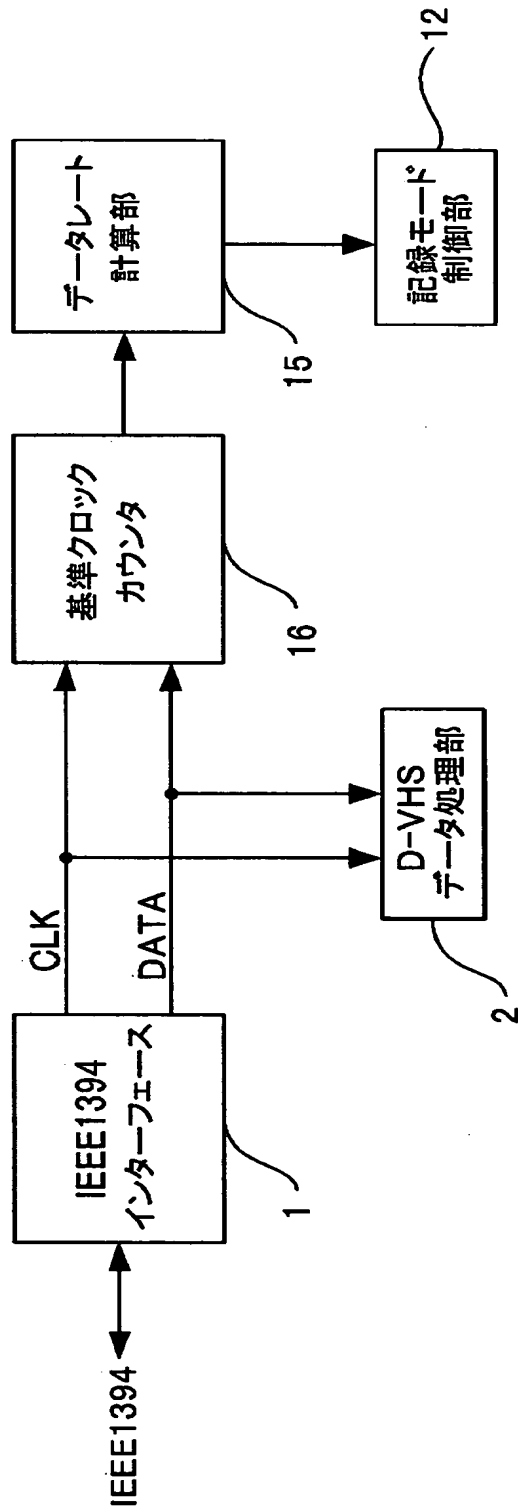 IEEE1394
IEEE1394
インターフェース
1
CLK
DATA
基準クロック
カウンタ
16
データレート
計算部
15
D-VHS
データ処理部
2
記録モード
制御部
12